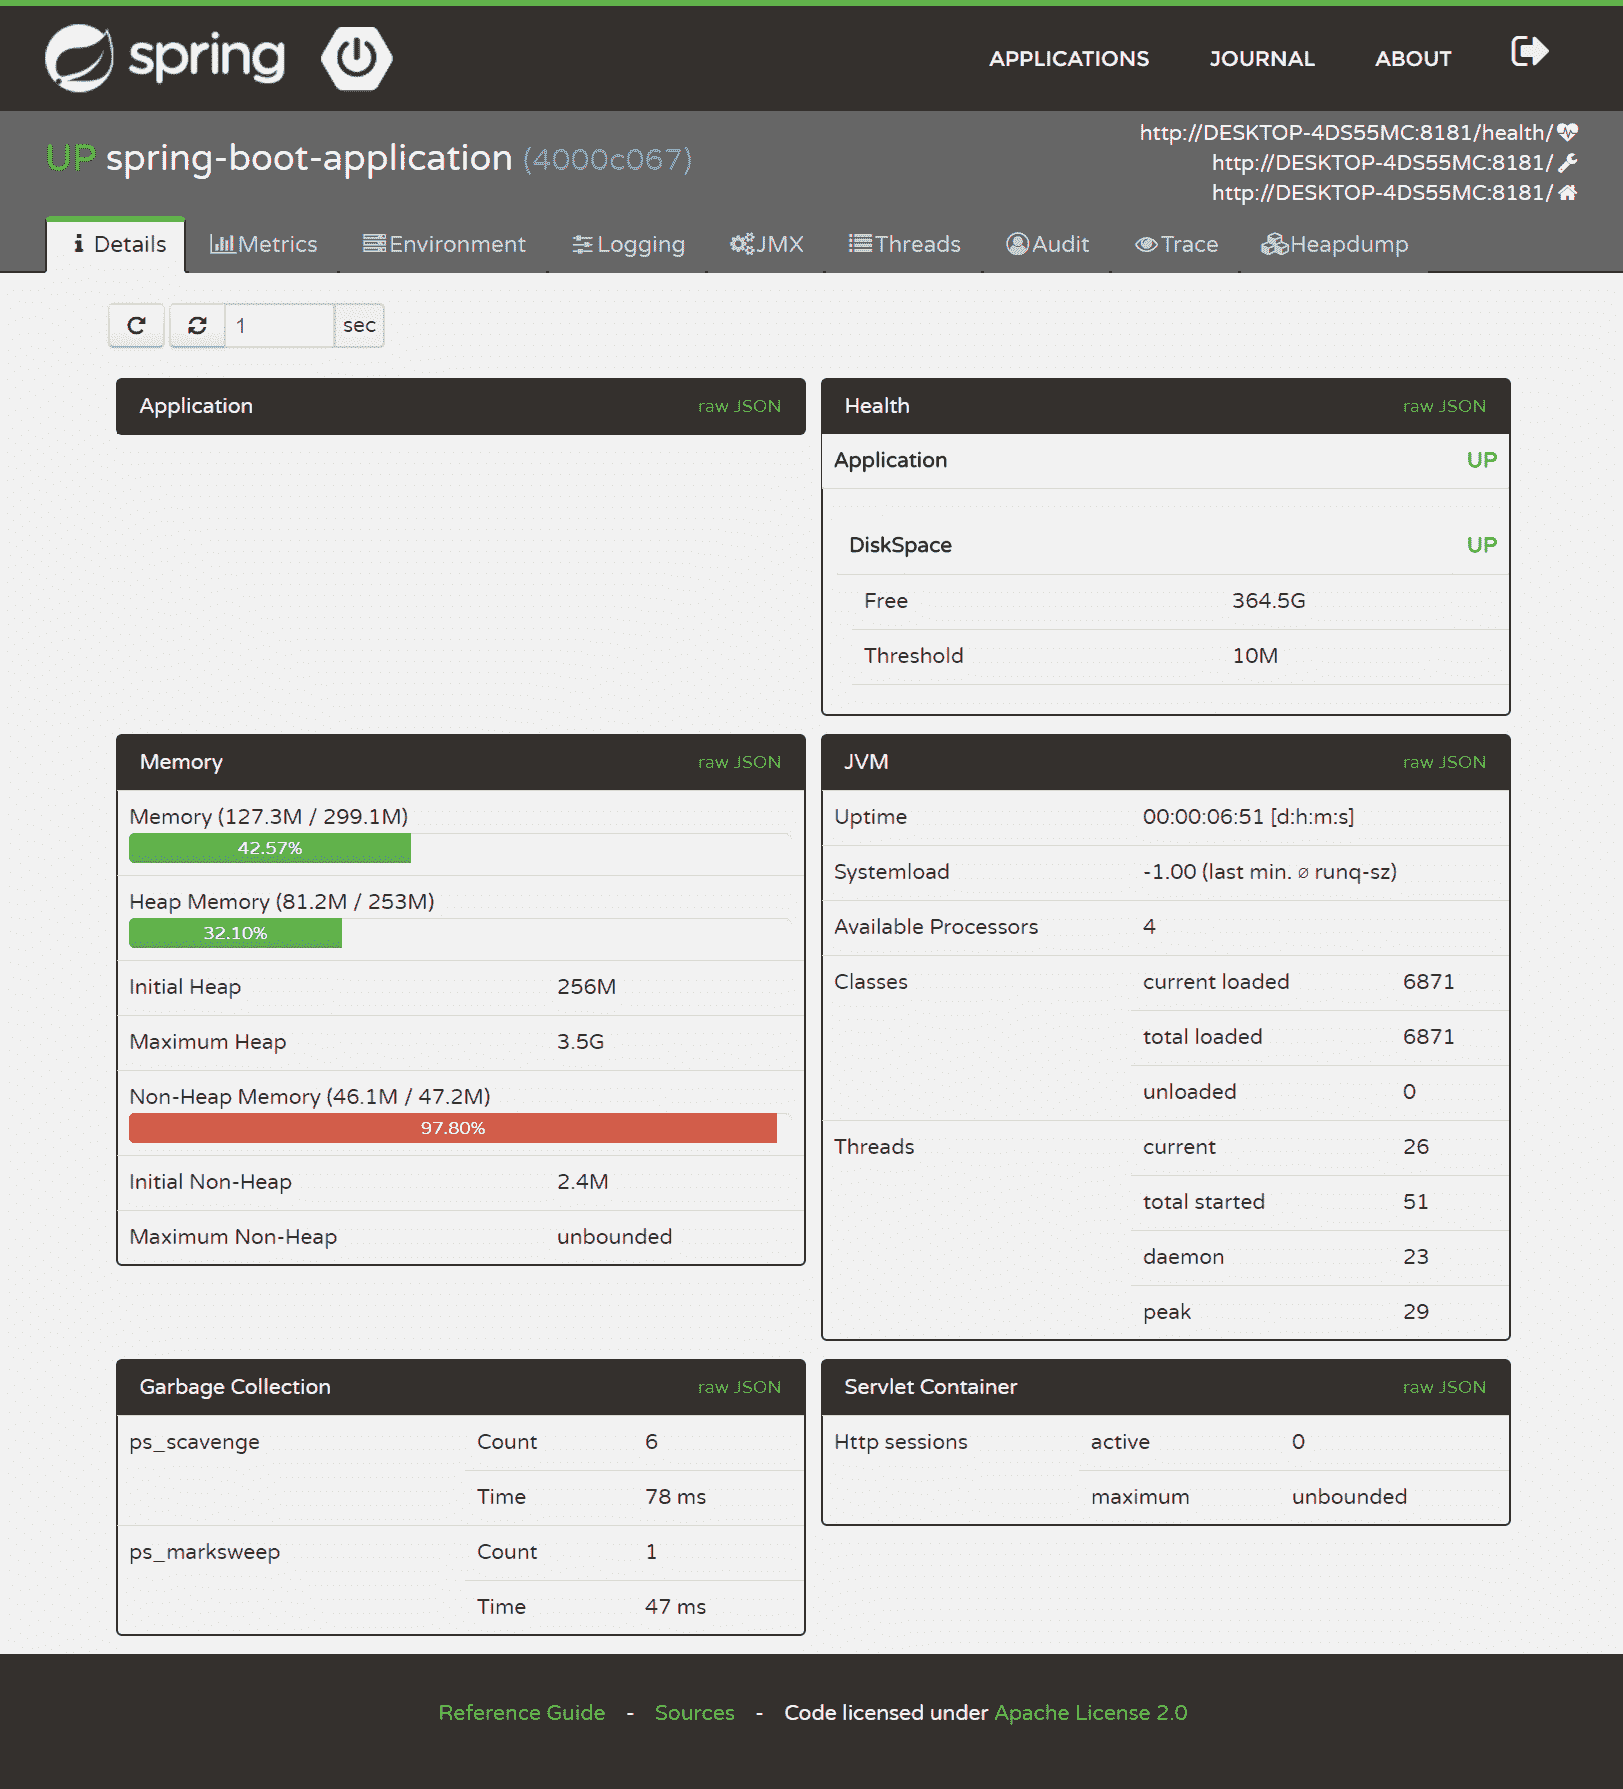 spring
APPLICATIONS JOURNAL ABOUT
UP spring-boot-application (4000c067)
http://DESKTOP-4DS55MC:8181/health/
http://DESKTOP-4DS55MC:8181/
http://DESKTOP-4DS55MC:8181/
Details Metrics Environment Logging JMX Threads Audit Trace Heapdump
1 sec
Application raw JSON
Health raw JSON
Application UP
DiskSpace UP
Free 364.5G
Threshold 10M
Memory raw JSON
Memory (127.3M / 299.1M)
42.57%
Heap Memory (81.2M / 253M)
32.10%
Initial Heap 256M
Maximum Heap 3.5G
Non-Heap Memory (46.1M / 47.2M)
97.80%
Initial Non-Heap 2.4M
Maximum Non-Heap unbounded
JVM raw JSON
Uptime 00:00:06:51 [d:h:m:s]
Systemload -1.00 (last min. ∅ runq-sz)
Available Processors 4
Classes current loaded 6871
total loaded 6871
unloaded 0
Threads current 26
total started 51
daemon 23
peak 29
Garbage Collection raw JSON
ps_scavenge Count 6
Time 78 ms
ps_marksweep Count 1
Time 47 ms
Servlet Container raw JSON
Http sessions active 0
maximum unbounded
Reference Guide - Sources - Code licensed under Apache License 2.0